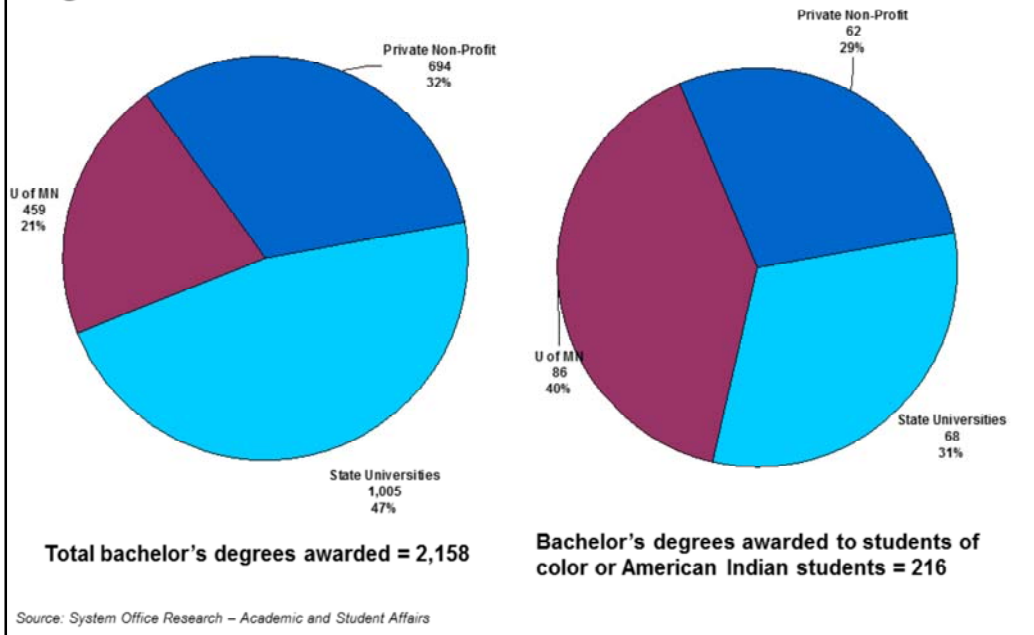 Private Non-Profit
694
32%
U of MN
459
21%
State Universities
1,005
47%
Total bachelor's degrees awarded = 2,158
Private Non-Profit
62
29%
U of MN
86
40%
State Universities
68
31%
Bachelor's degrees awarded to students of
color or American Indian students = 216
Source: System Office Research – Academic and Student Affairs